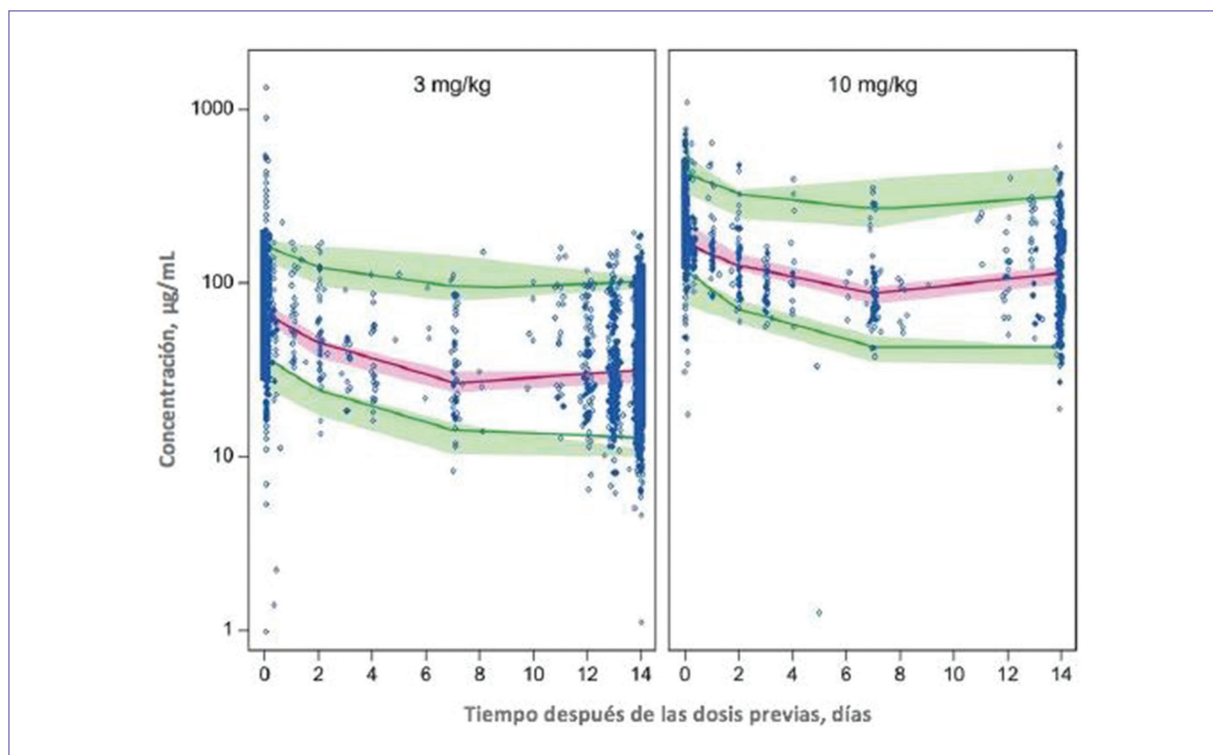 3 mg/kg
10 mg/kg
1000
100
10
1
Concentración, µg/mL
0 2 4 6 8 10 12 14
0 2 4 6 8 10 12 14
Tiempo después de las dosis previas, días